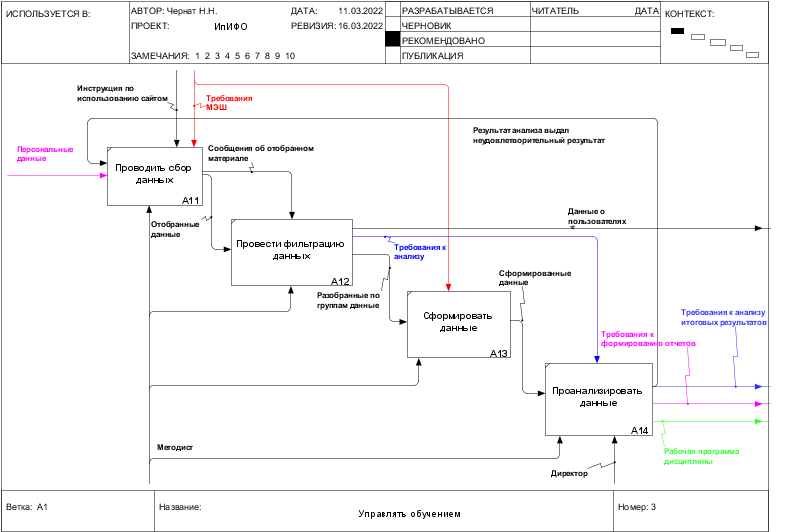 ИСПОЛЬЗУЕТСЯ В:
АВТОР: Чернат Н.Н.
ДАТА: 11.03.2022
ПРОЕКТ: ИпИФО
РЕВИЗИЯ: 16.03.2022
ЗАМЕЧАНИЯ: 1 2 3 4 5 6 7 8 9 10
РАЗРАБАТЫВАЕТСЯ
ЧЕРНОВИК
РЕКОМЕНДОВАНО
ПУБЛИКАЦИЯ
ЧИТАТЕЛЬ
ДАТА
КОНТЕКСТ:
Инструкция по
использованию сайтом
Требования
МЭШ
Результат анализа выдал
неудовлетворительный результат
Персональные
данные
Сообщения об отобранном
материале
Проводить сбор
данных
A11
Отобранные
данные
Данные о
пользователях
Провести фильтрацию
данных
A12
Требования к
анализу
Разобранные по
группам данные
Сформированные
данные
Сформировать
данные
A13
Требования к анализу
итоговых результатов
Требования к
формированию отчетов
Проанализировать
данные
A14
Методист
Директор
Рабочая программа
дисциплины
Ветка: A1
Название:
Управлять обучением
Номер: 3